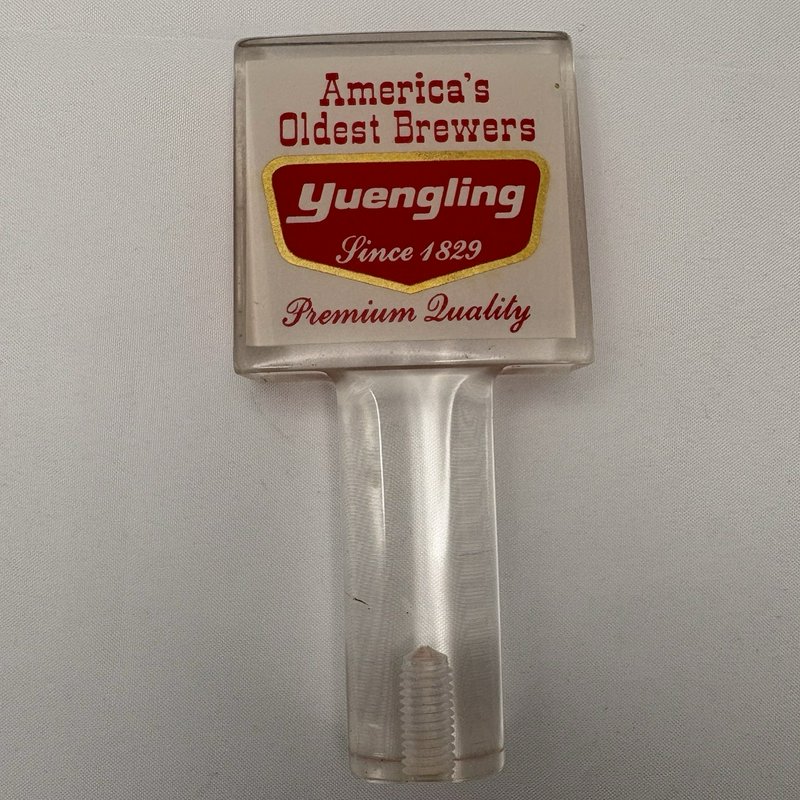 America's
Oldest Brewers
Yuengling
Since 1829
Premium Quality